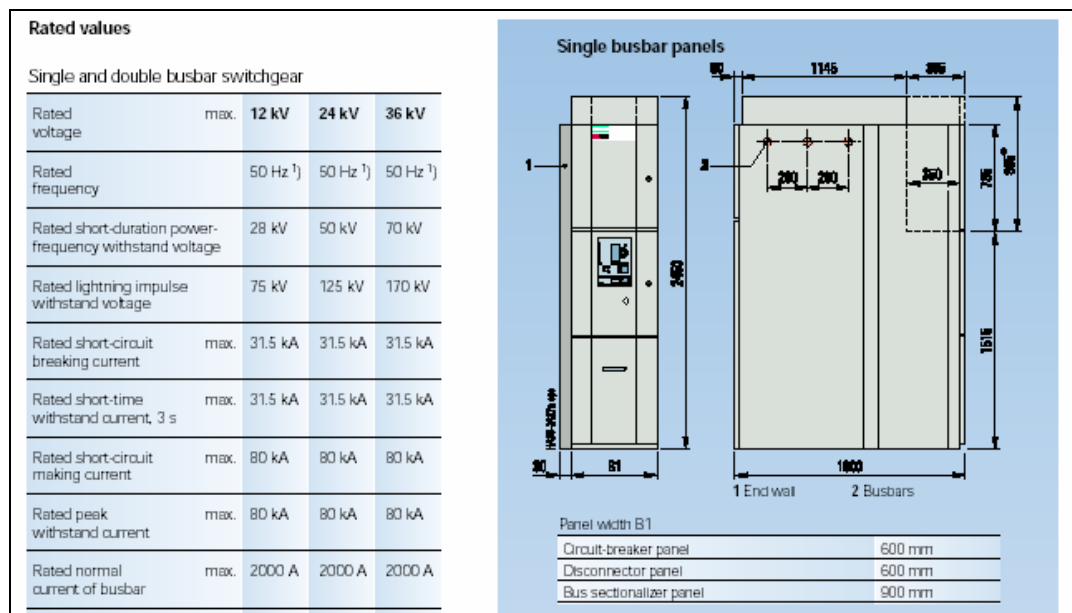 Rated values
Single and double busbar switchgear
Rated voltage max. 12 kV 24 kV 36 kV
Rated frequency 50 Hz 1) 50 Hz 1) 50 Hz 1)
Rated short-duration power-
frequency withstand voltage 28 kV 50 kV 70 kV
Rated lightning impulse
withstand voltage 75 kV 125 kV 170 kV
Rated short-circuit
breaking current max. 31.5 kA 31.5 kA 31.5 kA
Rated short-time
withstand current, 3 s max. 31.5 kA 31.5 kA 31.5 kA
Rated short-circuit
making current max. 80 kA 80 kA 80 kA
Rated peak
withstand current max. 80 kA 80 kA 80 kA
Rated normal
current of busbar max. 2000 A 2000 A 2000 A
Single busbar panels
1145
1
2
280 280
350
2450
1515
B1
1 End wall 2 Busbars
Panel width B1
Circuit-breaker panel 600 mm
Disconnector panel 600 mm
Bus sectionalizer panel 900 mm